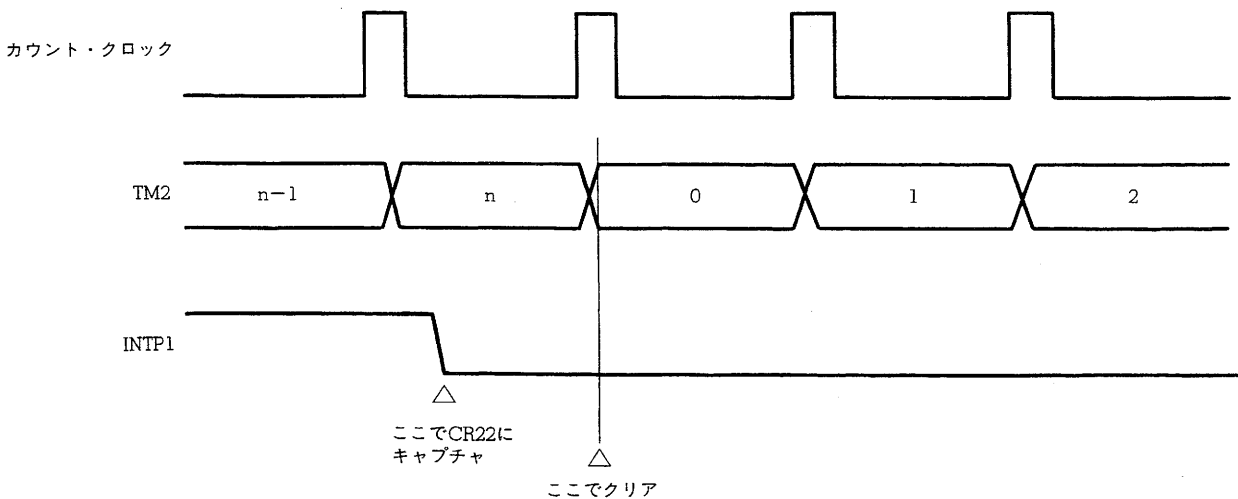 カウント・クロック
TM2
n-1
n
0
1
2
INTP1
ここでCR22に
キャプチャ
ここでクリア